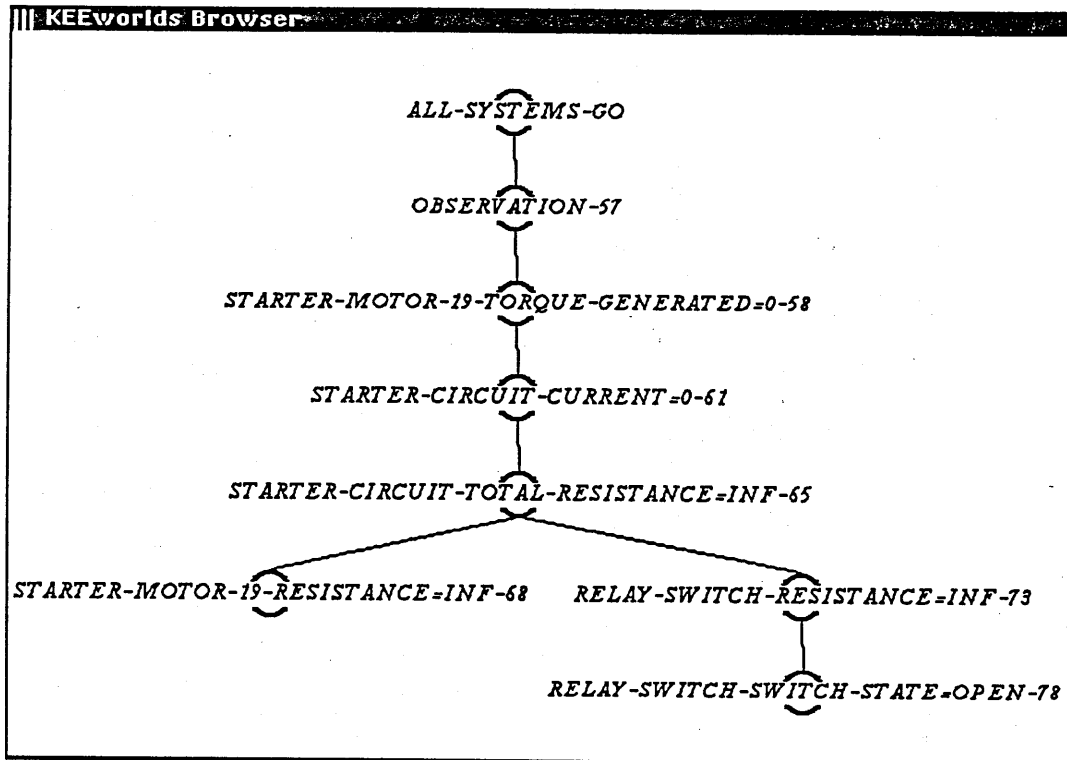 KEEworlds Browser
ALL-SYSTEMS-GO
OBSERVATION-57
STARTER-MOTOR-19-TORQUE-GENERATED=0-58
STARTER-CIRCUIT-CURRENT=0-61
STARTER-CIRCUIT-TOTAL-RESISTANCE=INF-65
STARTER-MOTOR-19-RESISTANCE=INF-68
RELAY-SWITCH-RESISTANCE=INF-73
RELAY-SWITCH-SWITCH-STATE=OPEN-78